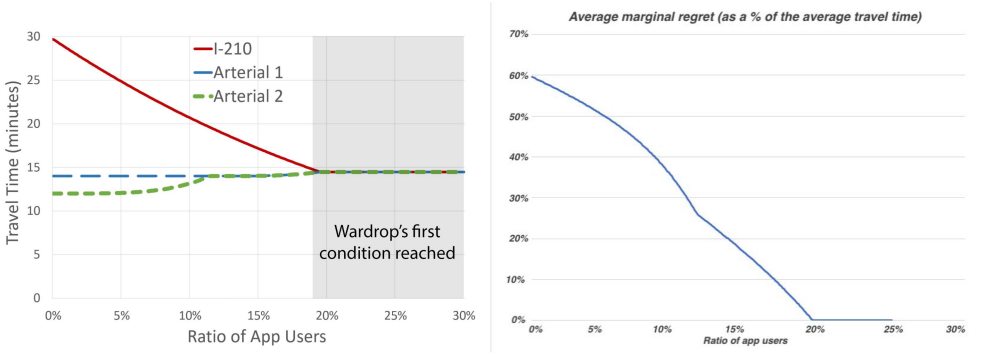 Travel Time (minutes)
30
25
20
15
10
5
0
I-210
Arterial 1
Arterial 2
Wardrop's first
condition reached
0% 5% 10% 15% 20% 25% 30%
Ratio of App Users
Average marginal regret (as a % of the average travel time)
70%
60%
50%
40%
30%
20%
10%
0%
0% 5% 10% 15% 20% 25% 30%
Ratio of app users